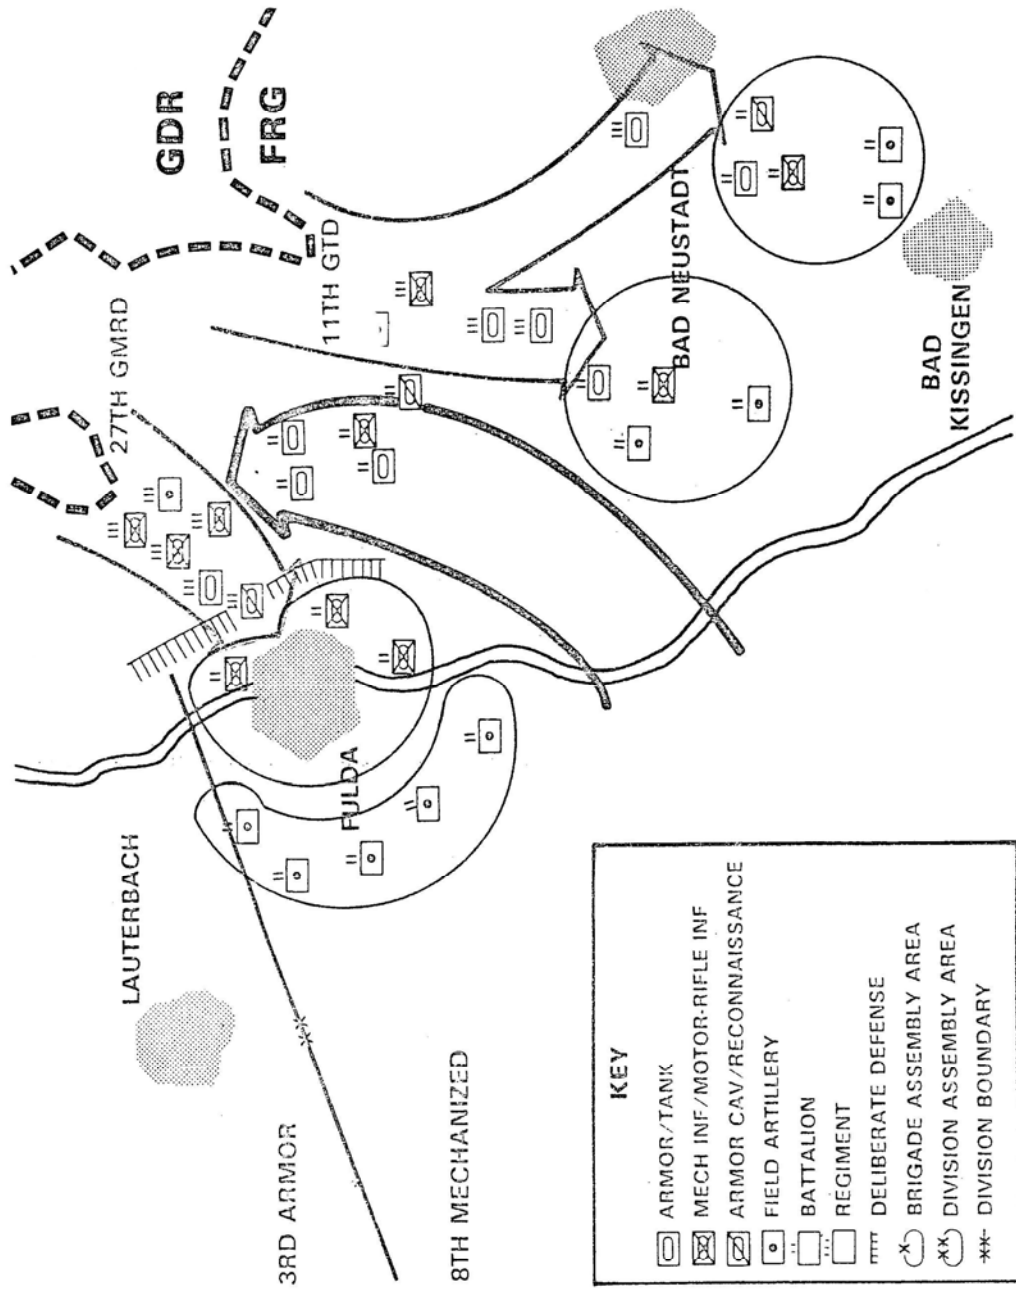 GDR
FRG
27TH GMRD
11TH GTD
BAD NEUSTADT
BAD
KISSINGEN
FULDA
LAUTERBACH
3RD ARMOR
8TH MECHANIZED
KEY
ARMOR/TANK
MECH INF/MOTOR-RIFLE INF
ARMOR CAV/RECONNAISSANCE
FIELD ARTILLERY
BATTALION
REGIMENT
DELIBERATE DEFENSE
BRIGADE ASSEMBLY AREA
DIVISION ASSEMBLY AREA
DIVISION BOUNDARY